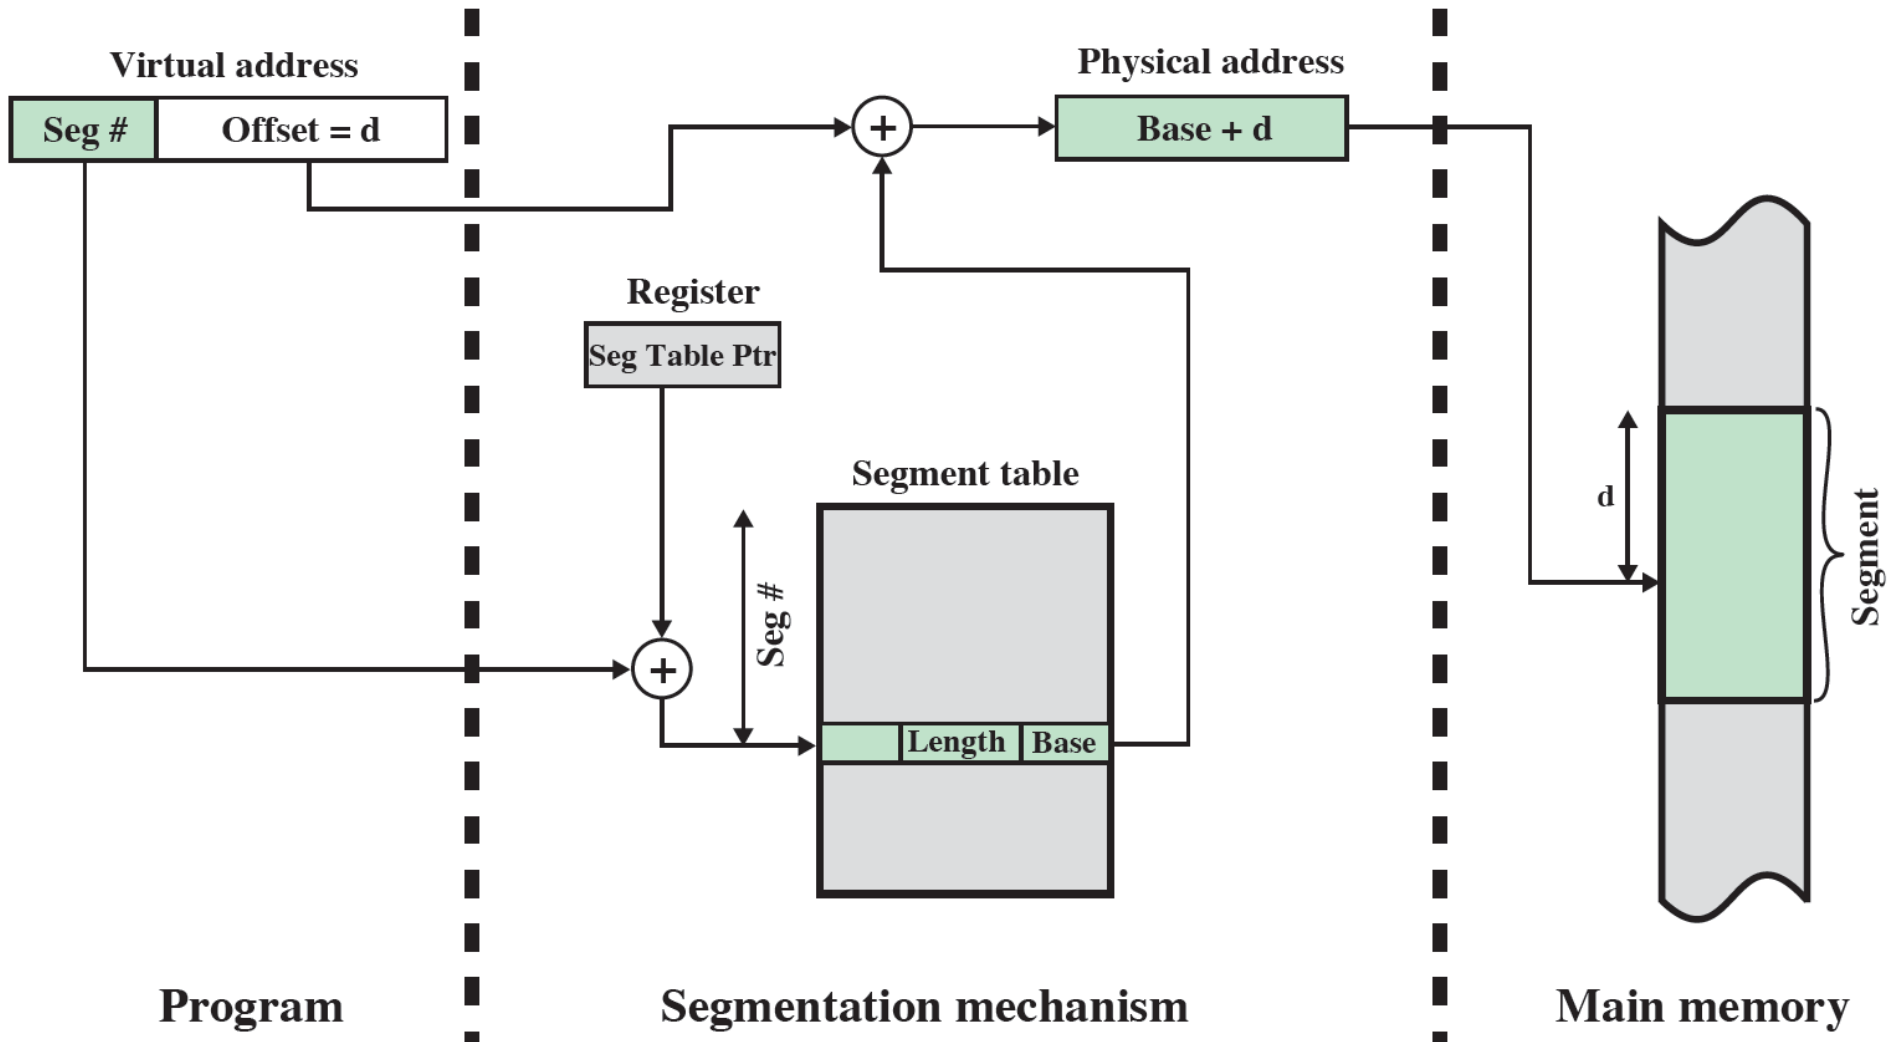 Virtual address
Seg #
Offset = d
Physical address
+
Base + d
Register
Seg Table Ptr
Segment table
Seg #
+
Length
Base
d
Segment
Program
Segmentation mechanism
Main memory